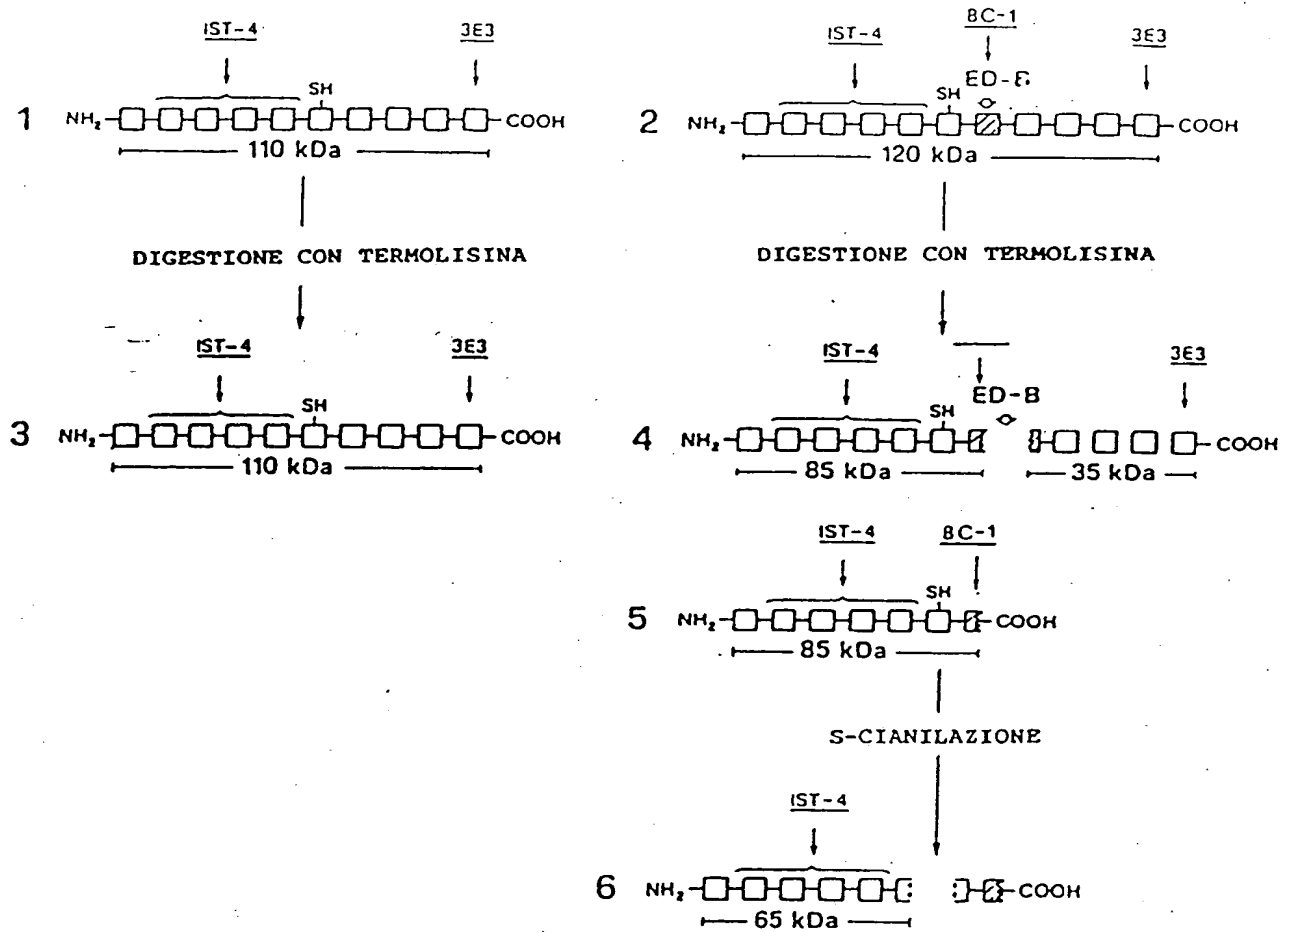 IST-4 3E3
SH
1 NH₂ COOH
110 kDa
DIGESTIONE CON TERMOLISINA
IST-4 3E3
SH
3 NH₂ COOH
110 kDa
BC-1
IST-4 3E3
ED-B
SH
2 NH₂ COOH
120 kDa
DIGESTIONE CON TERMOLISINA
IST-4 3E3
ED-B
SH
4 NH₂ COOH
85 kDa 35 kDa
IST-4 BC-1
SH
5 NH₂ COOH
85 kDa
S-CIANILAZIONE
IST-4
6 NH₂ COOH
65 kDa